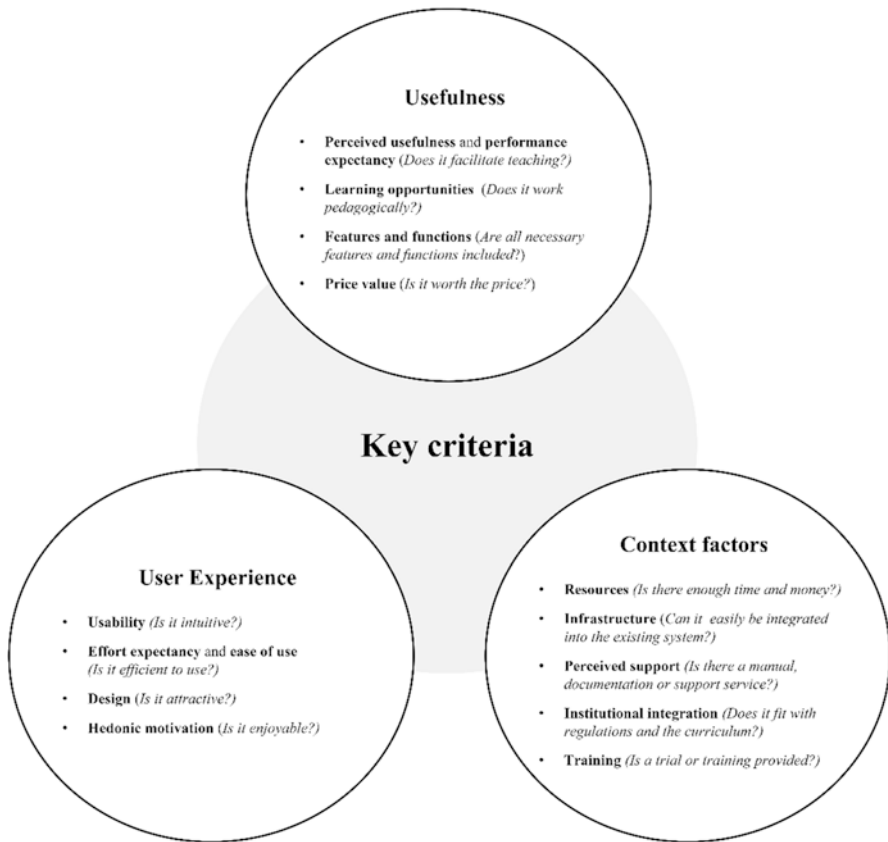 Usefulness
• Perceived usefulness and performance
expectancy (Does it facilitate teaching?)
• Learning opportunities (Does it work
pedagogically?)
• Features and functions (Are all necessary
features and functions included?)
• Price value (Is it worth the price?)
Key criteria
User Experience
• Usability (Is it intuitive?)
• Effort expectancy and ease of use
(Is it efficient to use?)
• Design (Is it attractive?)
• Hedonic motivation (Is it enjoyable?)
Context factors
• Resources (Is there enough time and money?)
• Infrastructure (Can it easily be integrated
into the existing system?)
• Perceived support (Is there a manual,
documentation or support service?)
• Institutional integration (Does it fit with
regulations and the curriculum?)
• Training (Is a trial or training provided?)